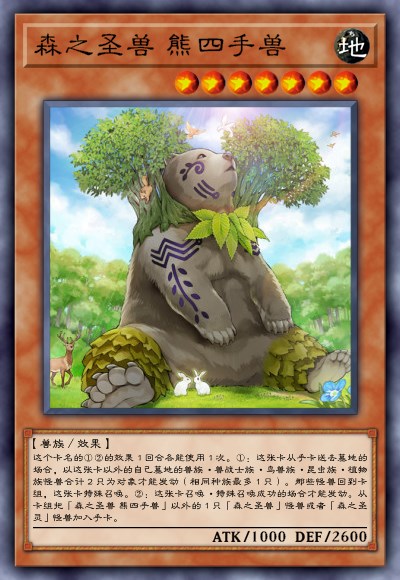 森之圣兽 熊四手兽
地
【兽族／效果】
这个卡名的①②的效果1回合各能使用1次。①：这张卡从手卡送去墓地的
场合，以这张卡以外的自己墓地的兽族・兽战士族・鸟兽族・昆虫族・植物
族怪兽合计2只为对象才能发动（相同种族最多1只）。那些怪兽回到卡
组，这张卡特殊召唤。②：这张卡召唤・特殊召唤成功的场合才能发动。从
卡组把「森之圣兽 熊四手兽」以外的1只「森之圣兽」怪兽或者「森之圣
灵」怪兽加入手卡。
ATK/1000 DEF/2600